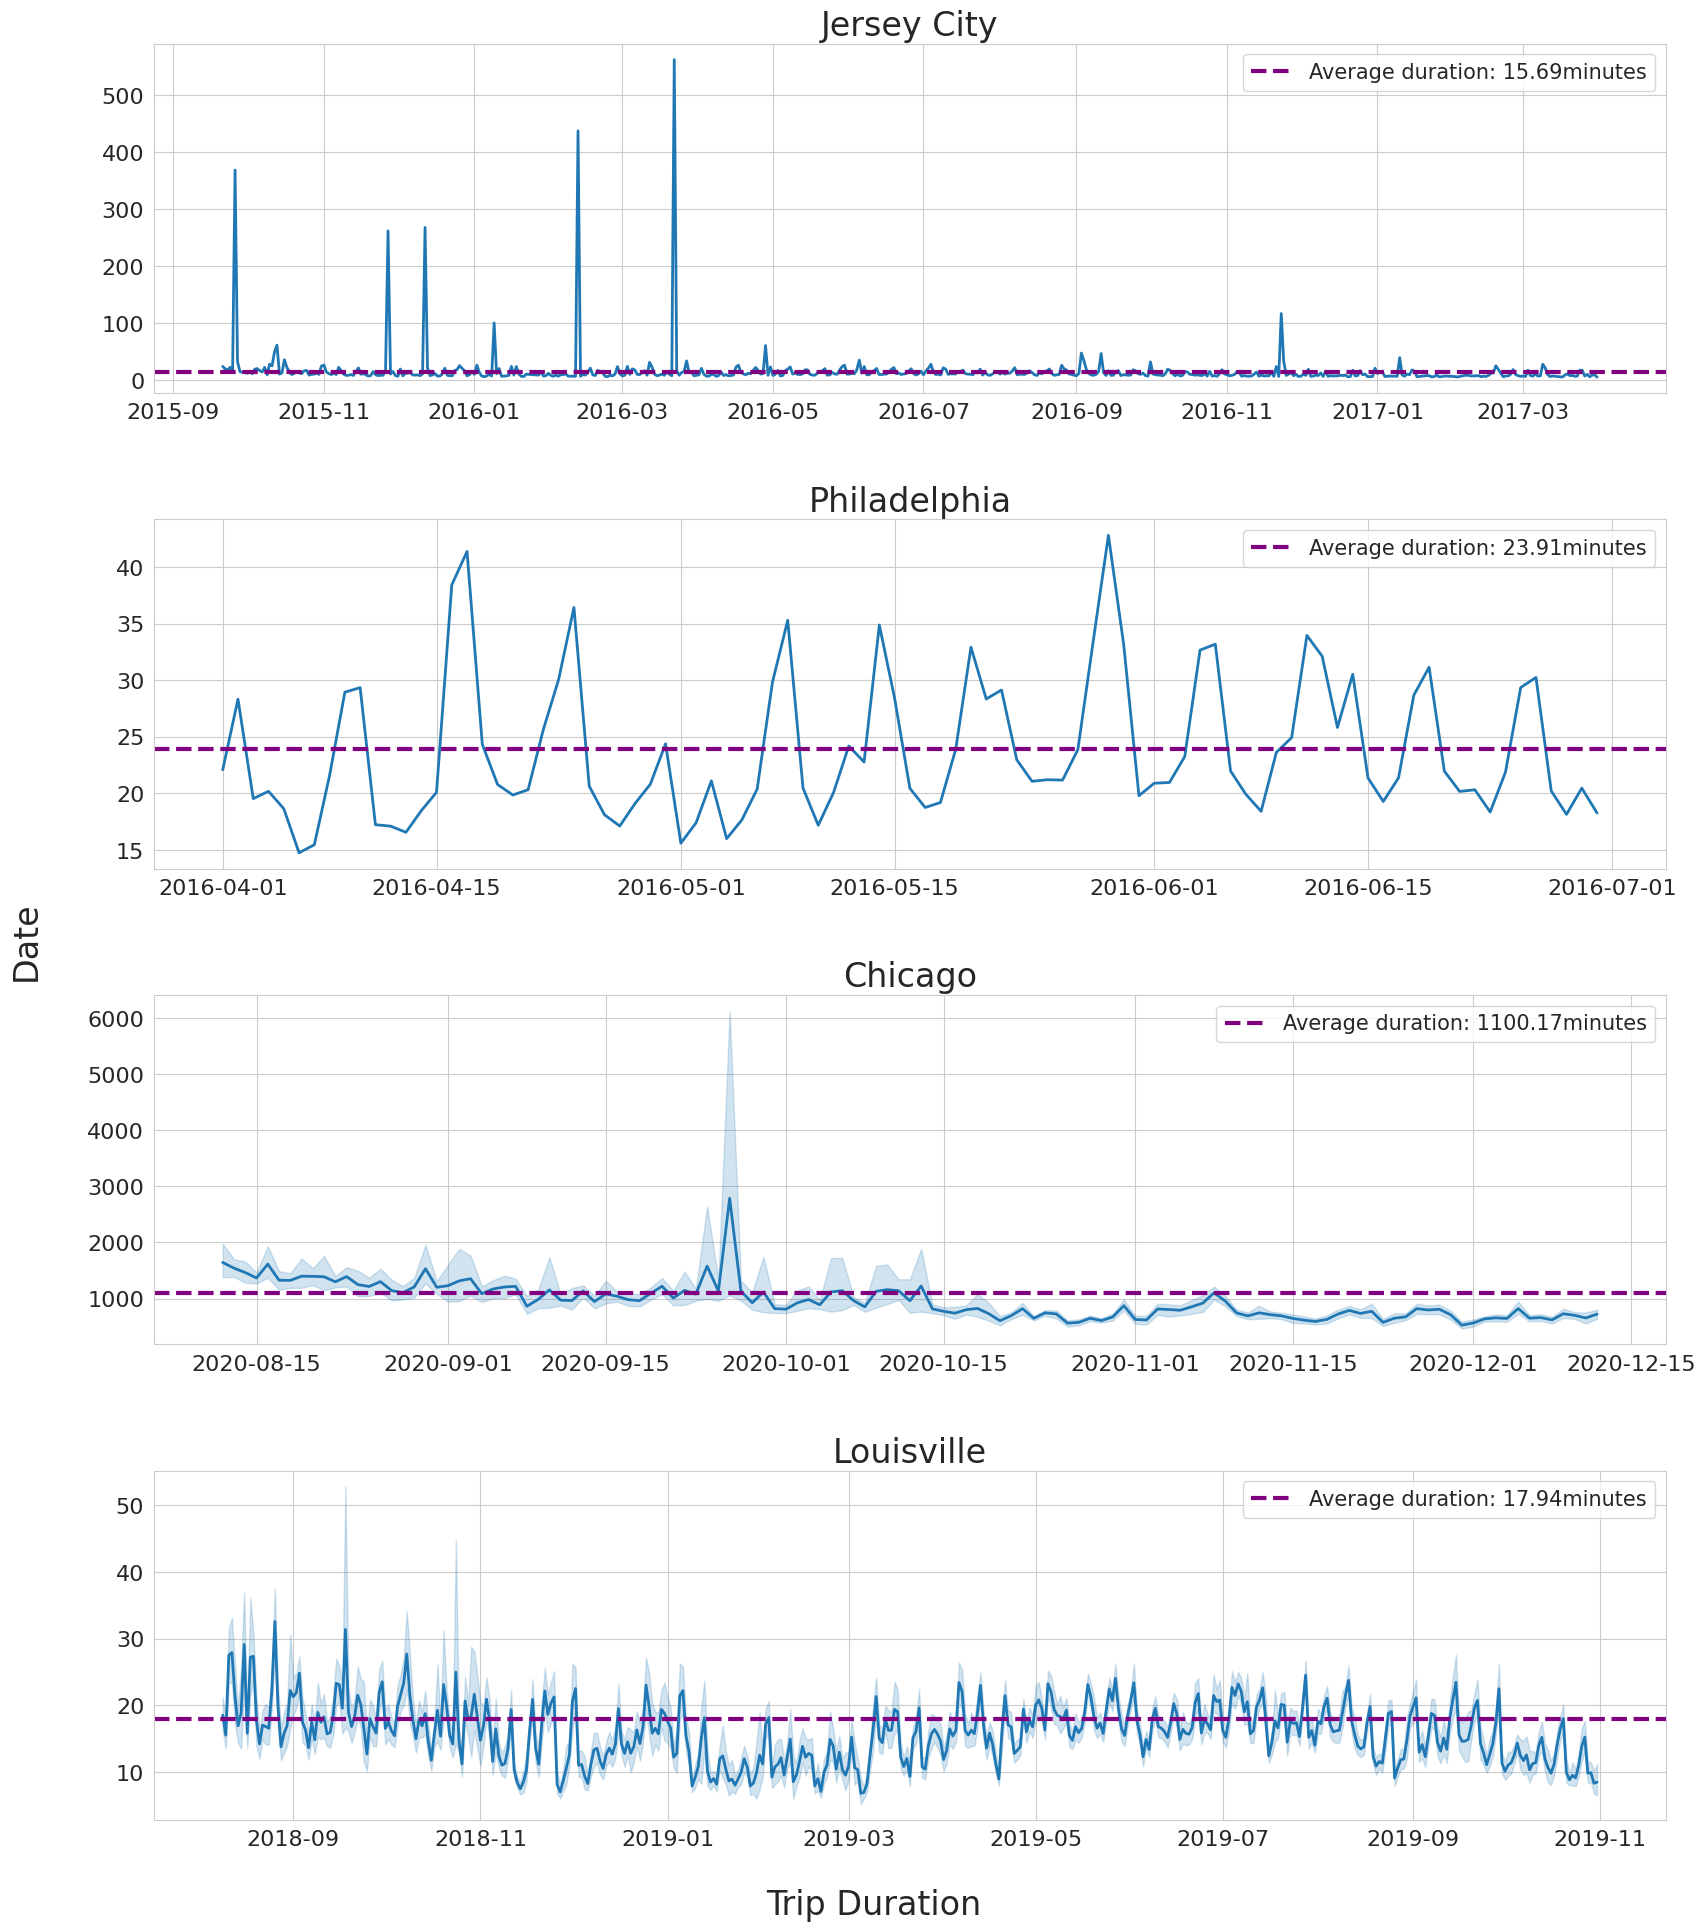 Jersey City
Average duration: 15.69minutes
500
400
300
200
100
0
2015-09 2015-11 2016-01 2016-03 2016-05 2016-07 2016-09 2016-11 2017-01 2017-03
Philadelphia
Average duration: 23.91minutes
40
35
30
25
20
15
2016-04-01 2016-04-15 2016-05-01 2016-05-15 2016-06-01 2016-06-15 2016-07-01
Date
Chicago
Average duration: 1100.17minutes
6000
5000
4000
3000
2000
1000
2020-08-15 2020-09-01 2020-09-15 2020-10-01 2020-10-15 2020-11-01 2020-11-15 2020-12-01 2020-12-15
Louisville
Average duration: 17.94minutes
50
40
30
20
10
2018-09 2018-11 2019-01 2019-03 2019-05 2019-07 2019-09 2019-11
Trip Duration